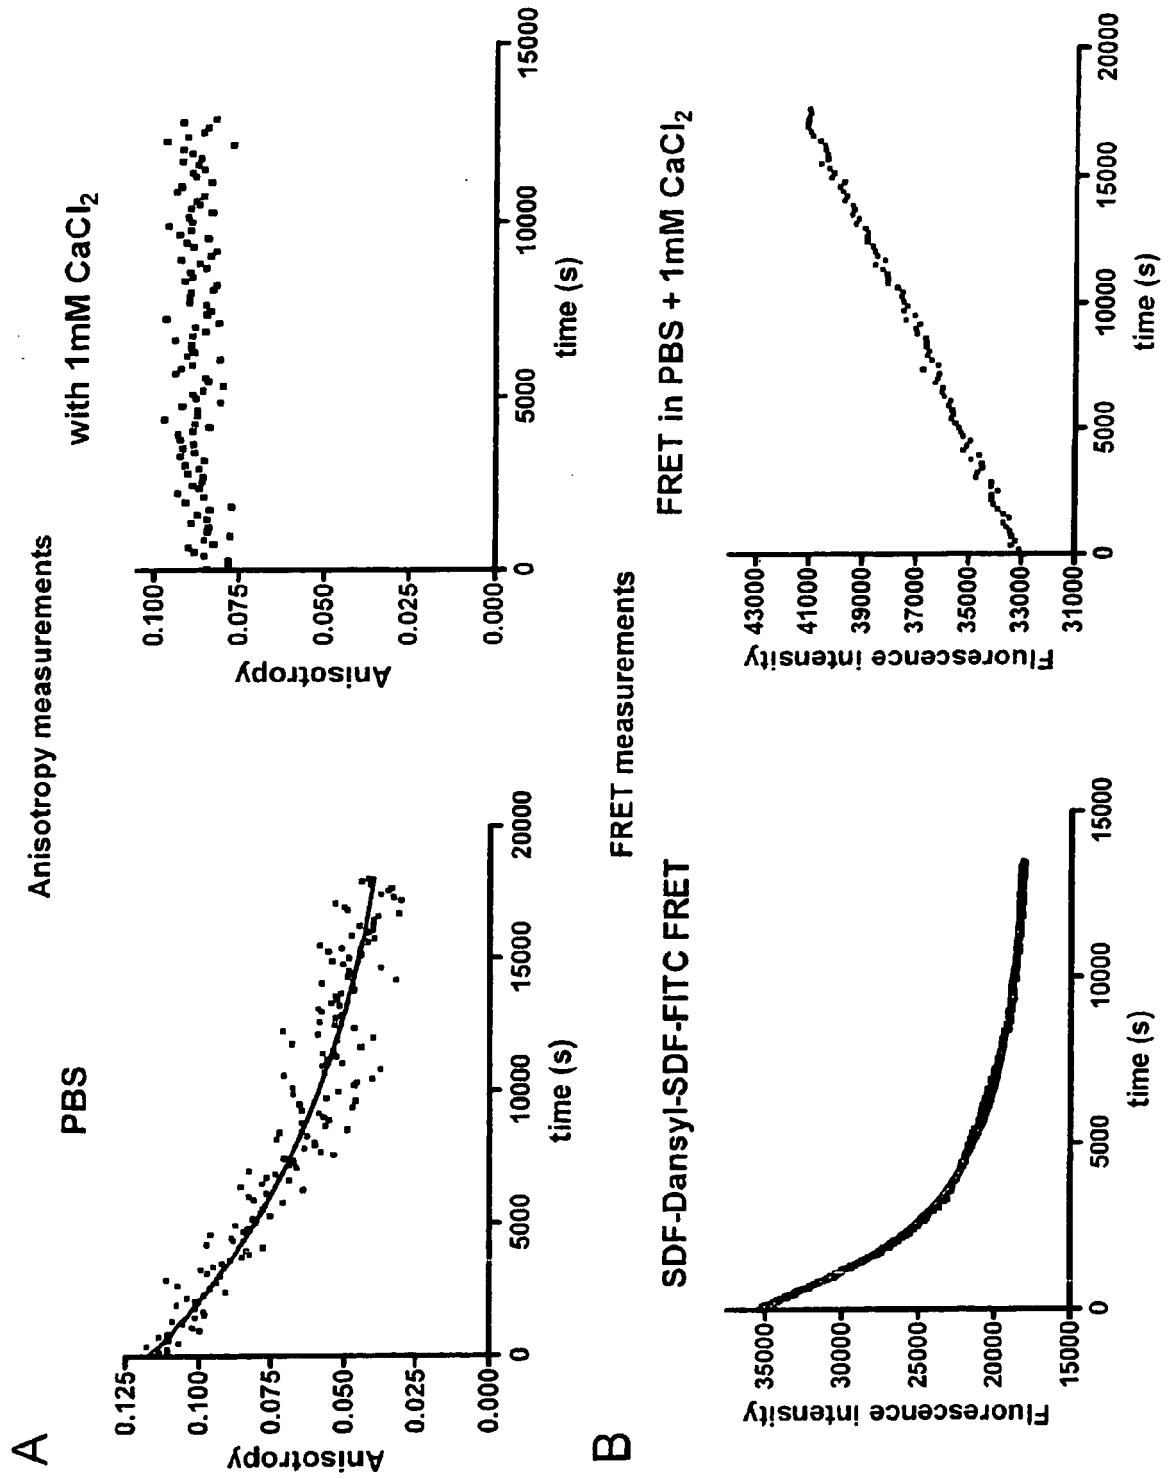 A
Anisotropy measurements
PBS
Anisotropy
0.125
0.100
0.075
0.050
0.025
0.000
0
5000
10000
15000
20000
time (s)
with 1mM CaCl₂
Anisotropy
0.100
0.075
0.050
0.025
0.000
0
5000
10000
15000
time (s)
B
FRET measurements
SDF-Dansyl-SDF-FITC FRET
Fluorescence intensity
35000
30000
25000
20000
15000
0
5000
10000
15000
time (s)
FRET in PBS + 1mM CaCl₂
Fluorescence intensity
43000
41000
39000
37000
35000
33000
31000
0
5000
10000
15000
20000
time (s)